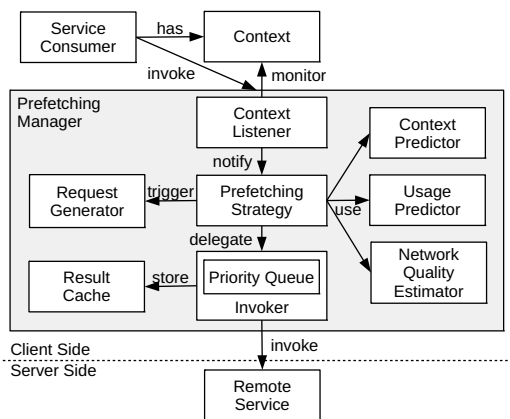 Service
Consumer
has
Context
invoke
monitor
Prefetching
Manager
Context
Listener
Context
Predictor
notify
Request
Generator
trigger
Prefetching
Strategy
use
Usage
Predictor
delegate
Result
Cache
store
Priority Queue
Invoker
Network
Quality
Estimator
Client Side
invoke
Server Side
Remote
Service